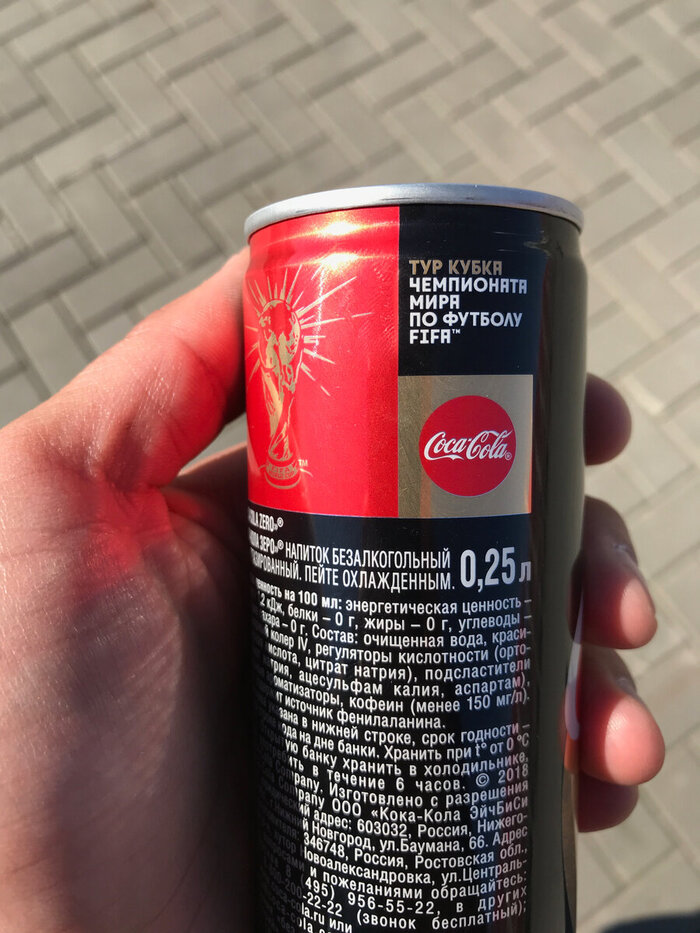 ТУР КУБКА
ЧЕМПИОНАТА
МИРА
ПО ФУТБОЛУ
FIFA™
Coca-Cola®
ZERO»®
ЗЕРО»® НАПИТОК БЕЗАЛКОГОЛЬНЫЙ
ПЕЙТЕ ОХЛАЖДЕННЫМ. 0,25 л
на 100 мл: энергетическая ценность –
кДж, белки – 0 г, жиры – 0 г, углеводы –
– 0 г. Состав: очищенная вода, краси-
колер IV, регуляторы кислотности (орто-
цитрат натрия), подсластители
ацесульфам калия, аспартам),
кофеин (менее 150 мг/л).
источник фенилаланина.
в нижней строке, срок годности –
на дне банки. Хранить при t° от 0 °C
банку хранить в холодильнике,
в течение 6 часов. © 2018
Изготовлено с разрешения
ООО «Кока-Кола ЭйчБиСи
адрес: 603032, Россия, Нижего-
Новгород, ул.Баумана, 66. Адрес
346748, Россия, Ростовская обл.,
ул.Централь-
и пожеланиями обращайтесь:
495) 956-55-22, в других
-22-22 (звонок бесплатный);
или